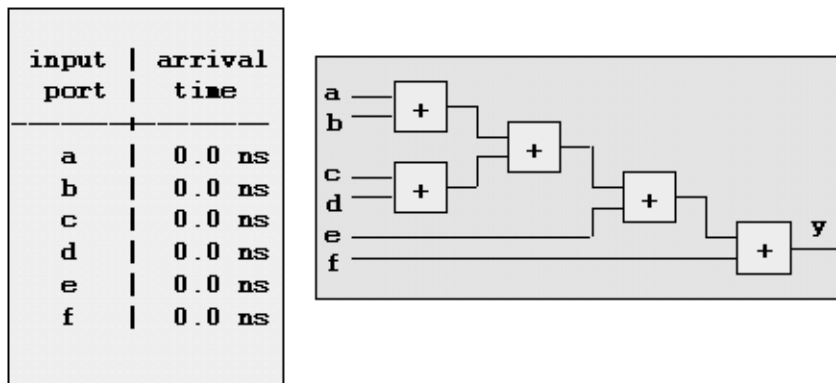 input | arrival
port | time
a | 0.0 ns
b | 0.0 ns
c | 0.0 ns
d | 0.0 ns
e | 0.0 ns
f | 0.0 ns
a
b
+
+
c
d
+
+
e
f
+
y